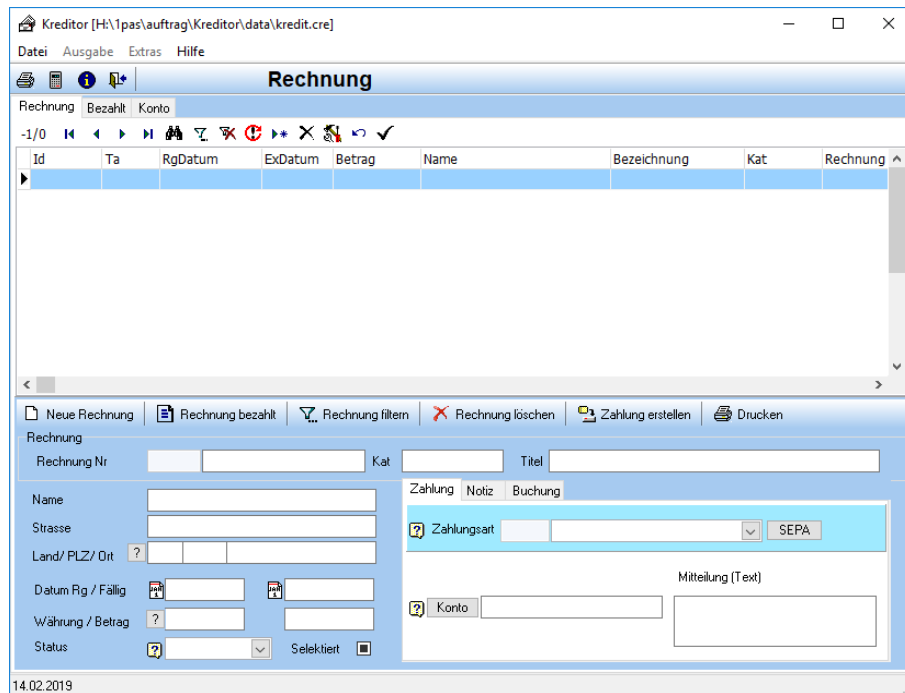 Kreditor [H:\1pas\auftrag\Kreditor\data\kredit.cre]
Datei Ausgabe Extras Hilfe
Rechnung
Rechnung Bezahlt Konto
-1/0
Id Ta RgDatum ExDatum Betrag Name Bezeichnung Kat Rechnung
Neue Rechnung Rechnung bezahlt Rechnung filtern Rechnung löschen Zahlung erstellen Drucken
Rechnung
Rechnung Nr Kat Titel
Zahlung Notiz Buchung
Name
Strasse
Zahlungsart SEPA
Land/ PLZ/ Ort ?
Mitteilung (Text)
Datum Rg / Fällig
Konto
Währung / Betrag ?
Status Selektiert
14.02.2019